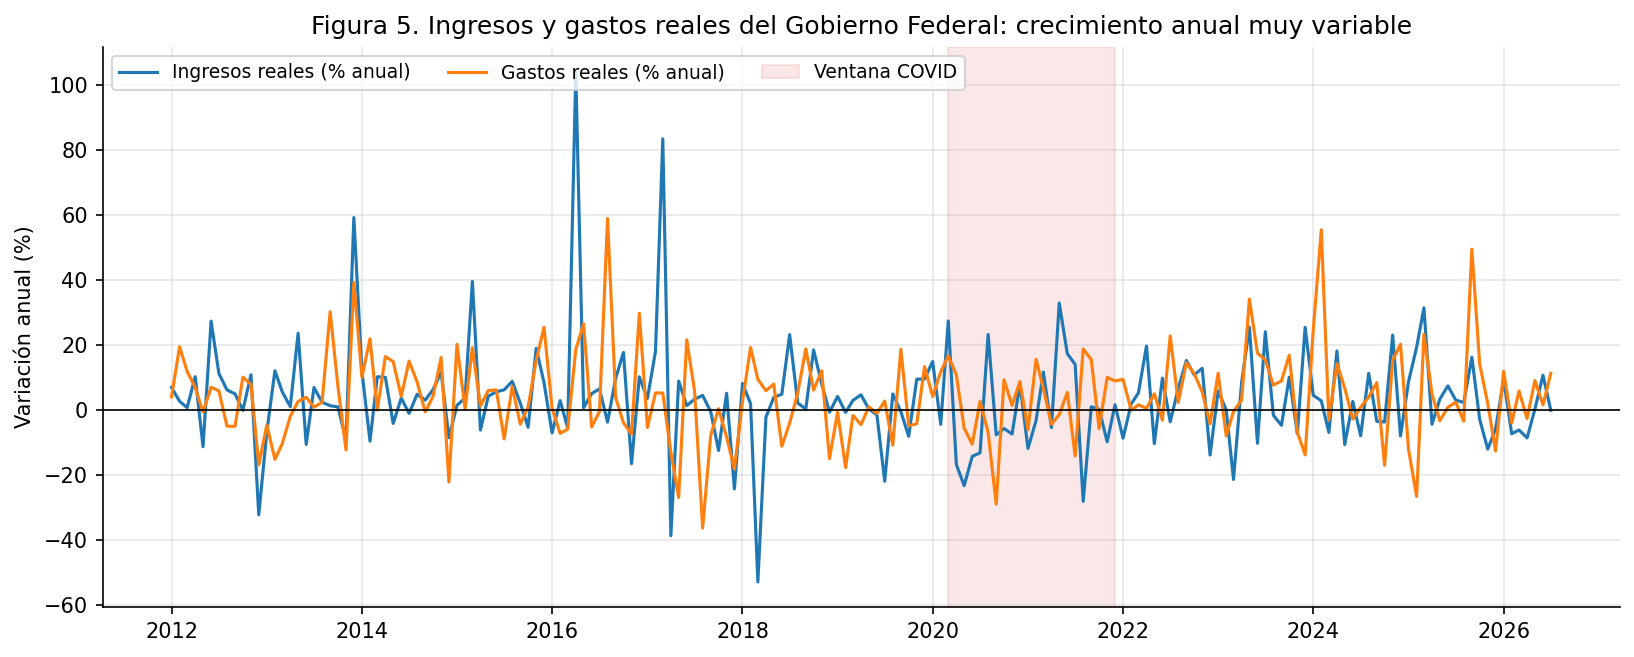 Figura 5. Ingresos y gastos reales del Gobierno Federal: crecimiento anual muy variable
Ingresos reales (% anual) Gastos reales (% anual) Ventana COVID
Variación anual (%)
100
80
60
40
20
0
−20
−40
−60
2012 2014 2016 2018 2020 2022 2024 2026